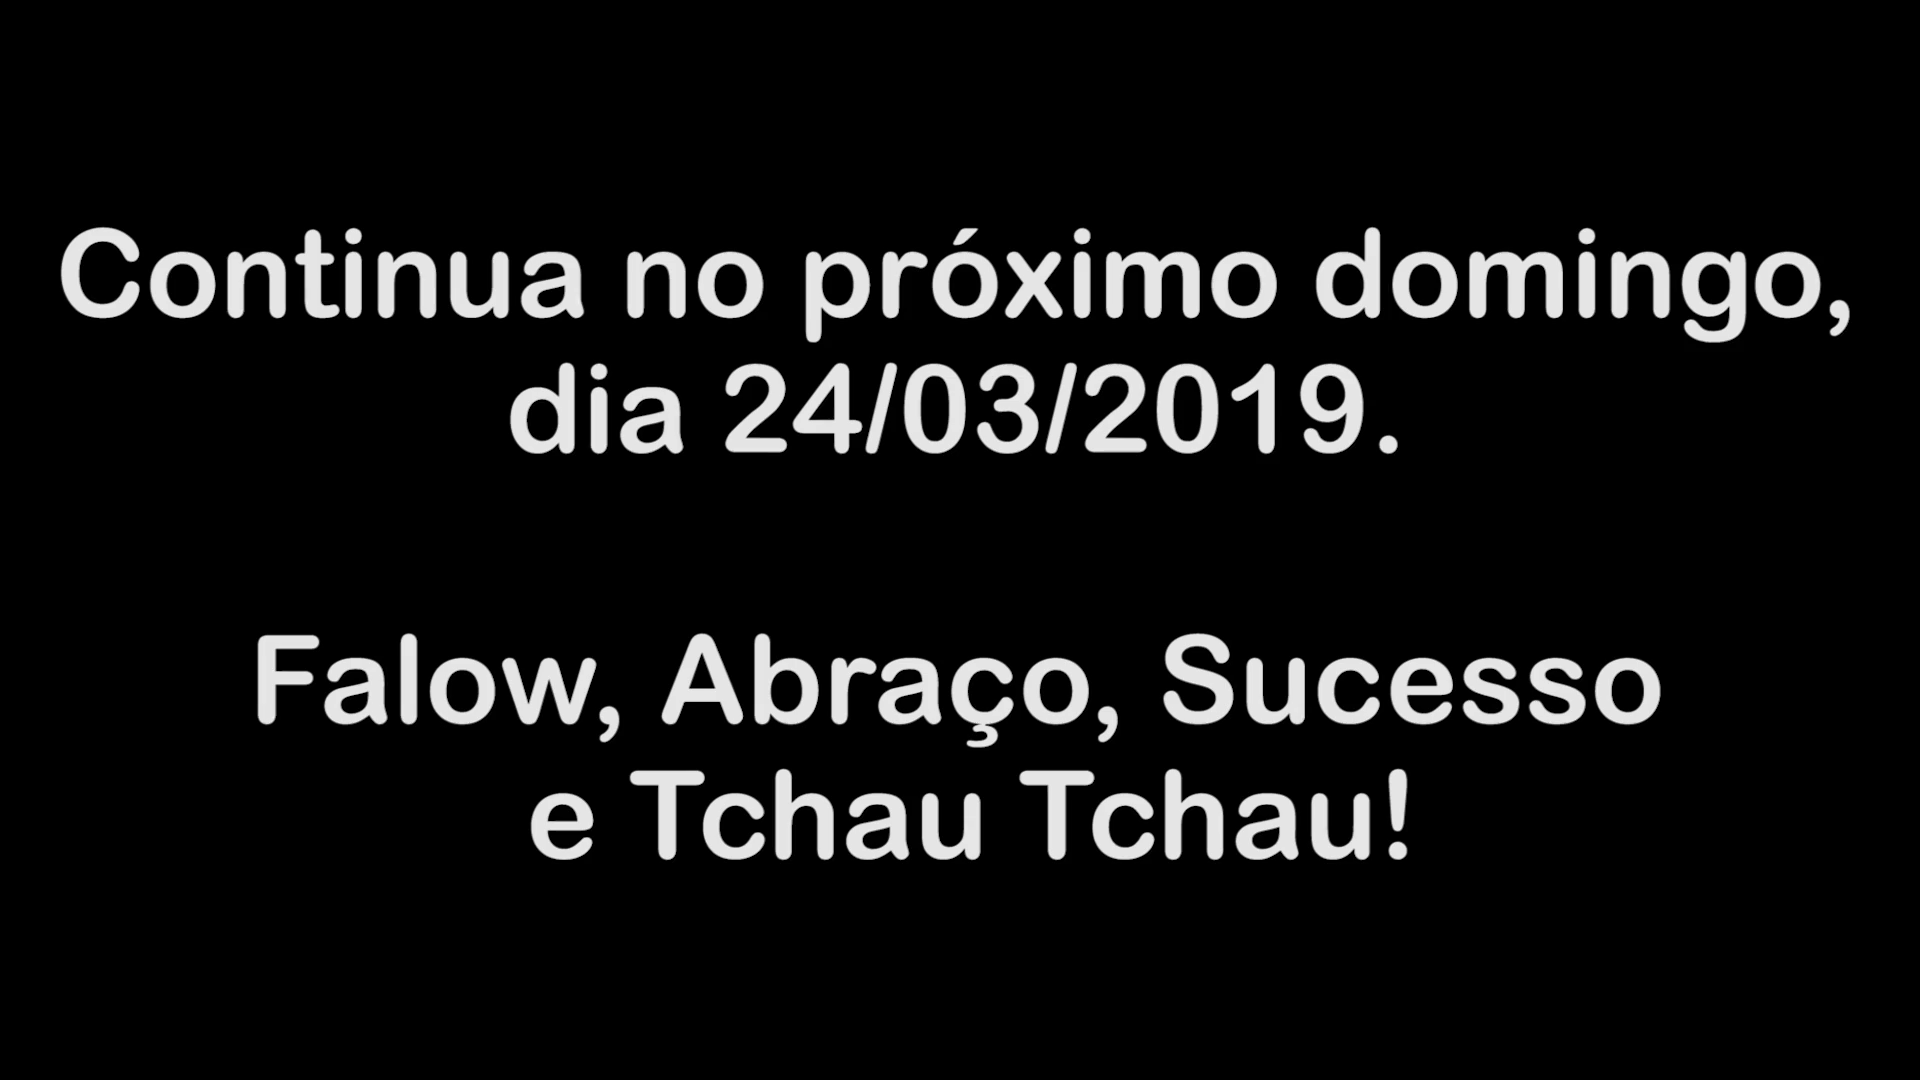 Continua no próximo domingo,
dia 24/03/2019.
Falow, Abraço, Sucesso
e Tchau Tchau!